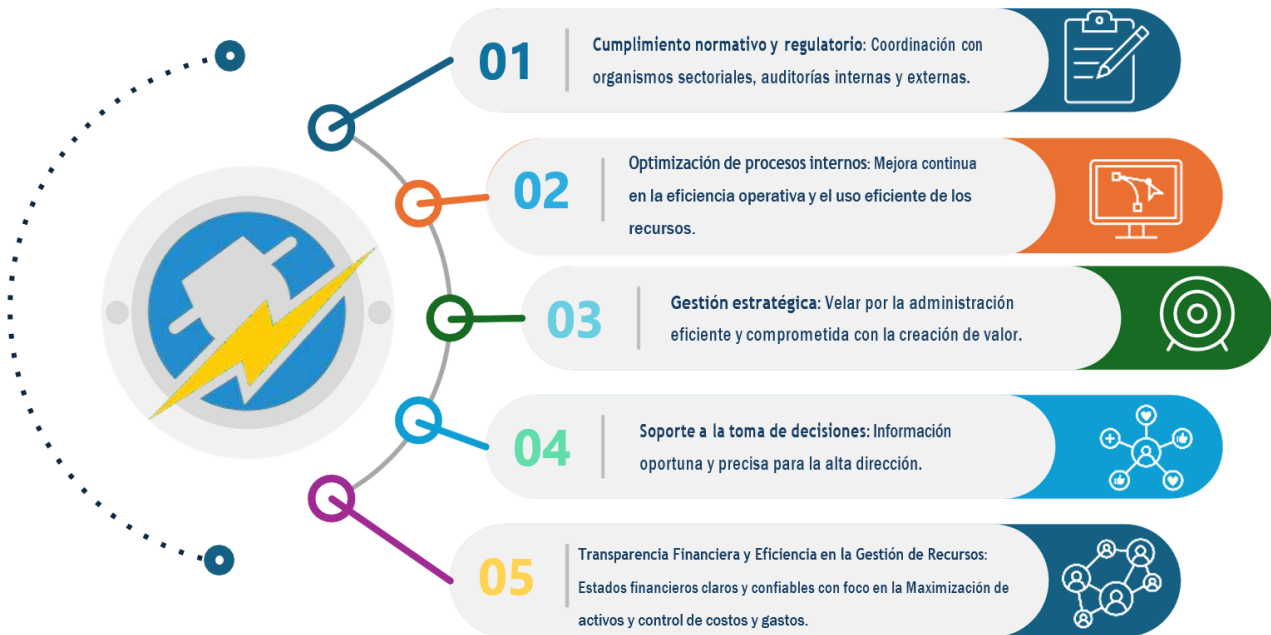 01
Cumplimiento normativo y regulatorio: Coordinación con
organismos sectoriales, auditorías internas y externas.
02
Optimización de procesos internos: Mejora continua
en la eficiencia operativa y el uso eficiente de los
recursos.
03
Gestión estratégica: Velar por la administración
eficiente y comprometida con la creación de valor.
04
Soporte a la toma de decisiones: Información
oportuna y precisa para la alta dirección.
05
Transparencia Financiera y Eficiencia en la Gestión de Recursos:
Estados financieros claros y confiables con foco en la Maximización de
activos y control de costos y gastos.